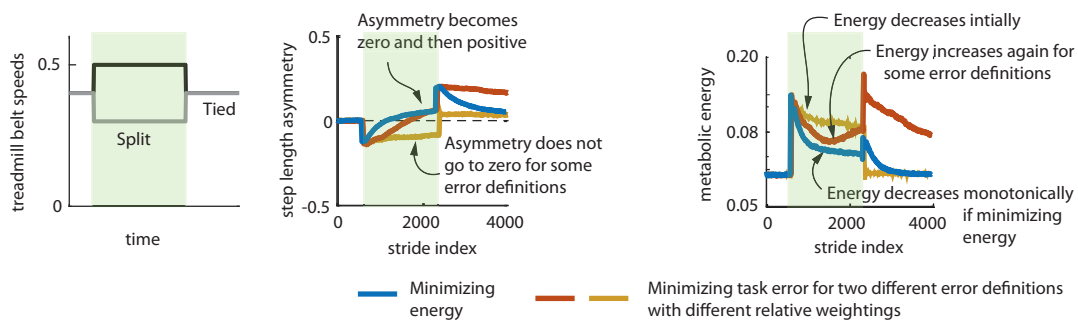 treadmill belt speeds
0.5
0
Split
Tied
time
Asymmetry becomes
zero and then positive
step length asymmetry
0.5
0
-0.5
Asymmetry does not
go to zero for some
error definitions
0
2000
4000
stride index
Energy decreases intially
Energy increases again for
some error definitions
metabolic energy
0.20
0.08
0.05
Energy decreases monotonically
if minimizing
energy
0
2000
4000
stride index
Minimizing
energy
Minimizing task error for two different error definitions
with different relative weightings